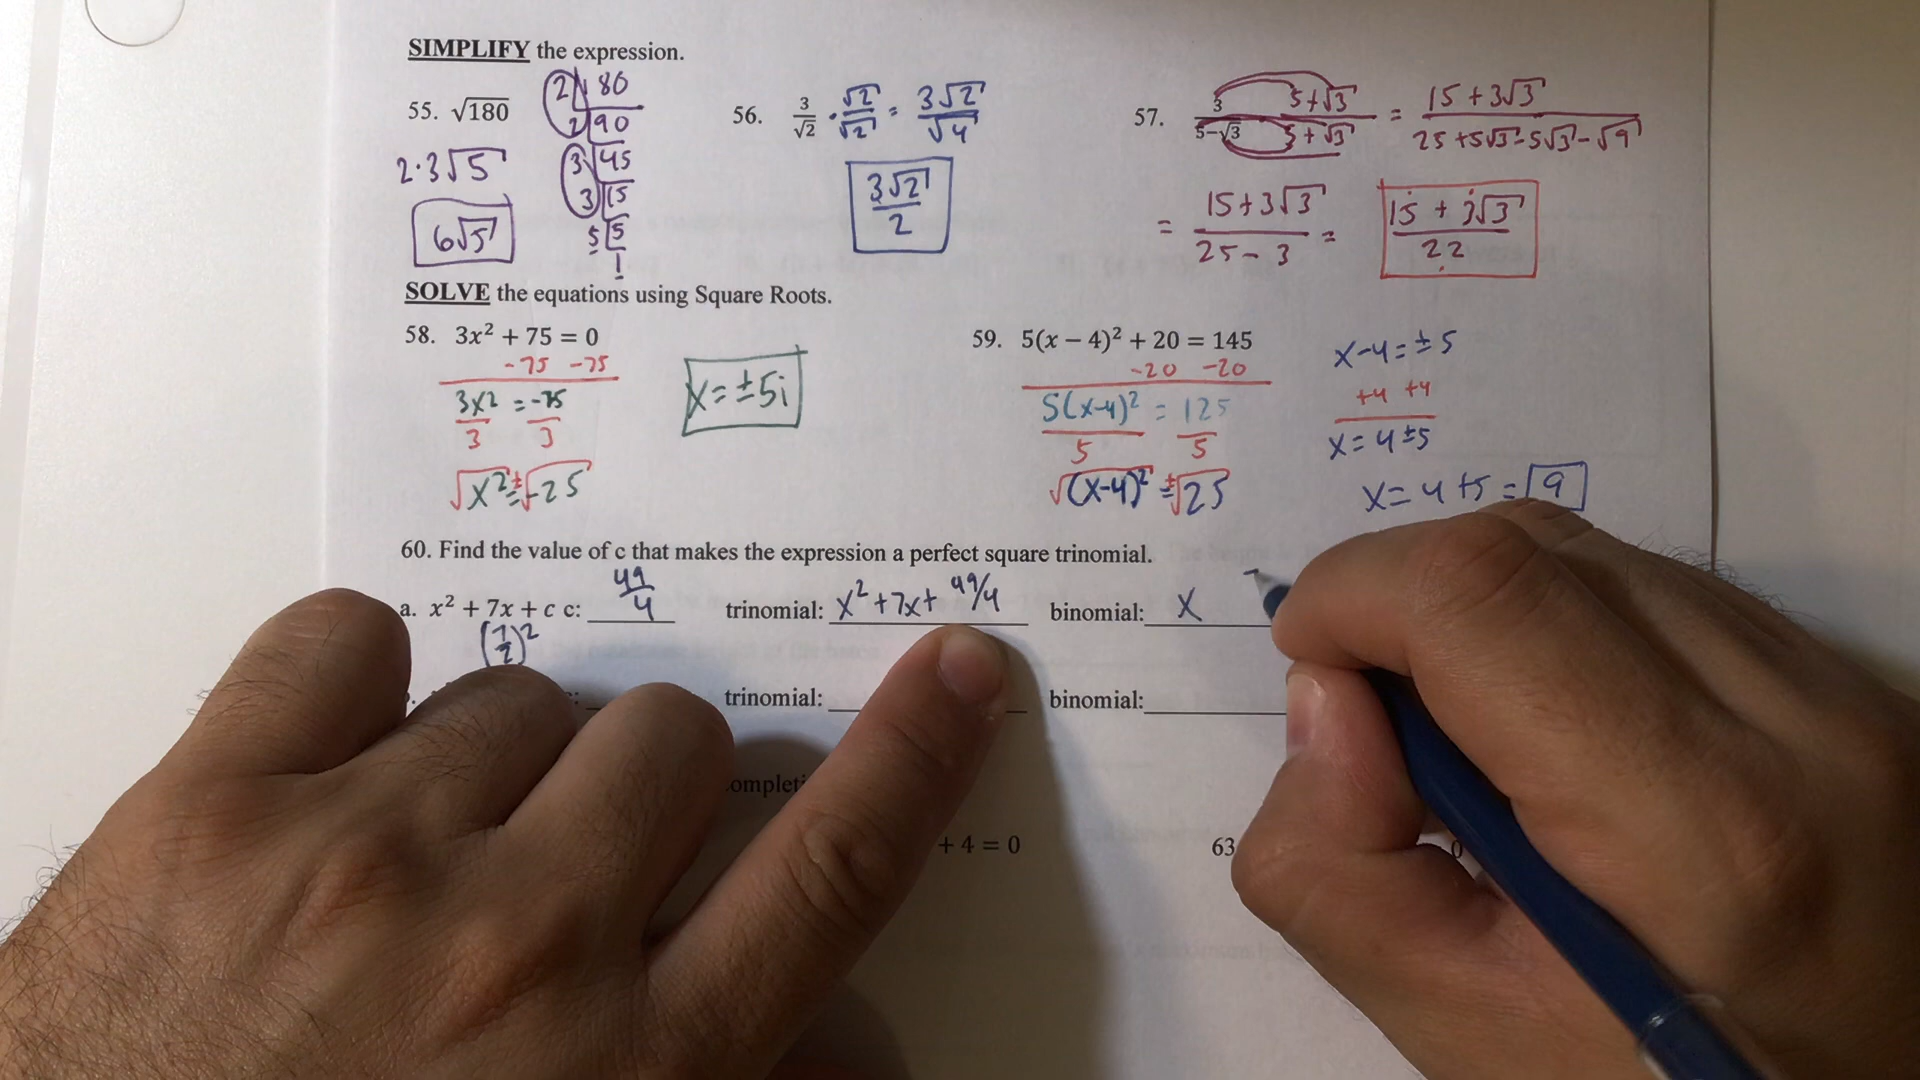 SIMPLIFY the expression.
55. √180
2 180
2 90
3 45
3 15
5 5
1
2·3√5
6√5
56. 3/√2 · √2/√2 = 3√2/√4
3√2/2
57. 3/5−√3 5+√3/5+√3 = 15+3√3/25+5√3-5√3-√9
= 15+3√3/25-3 = 15+3√3/22
SOLVE the equations using Square Roots.
58. 3x² + 75 = 0
-75 -75
3x²/3 = -75/3
√x² = ±√-25
x=±5i
59. 5(x − 4)² + 20 = 145
-20 -20
5(x-4)²/5 = 125/5
√(x-4)² = ±√25
x-4=±5
+4 +4
x=4±5
x=4+5=9
60. Find the value of c that makes the expression a perfect square trinomial.
a. x² + 7x + c c: 49/4 trinomial: x²+7x+49/4 binomial: x
(7/2)²
trinomial: binomial:
+ 4 = 0 63 0